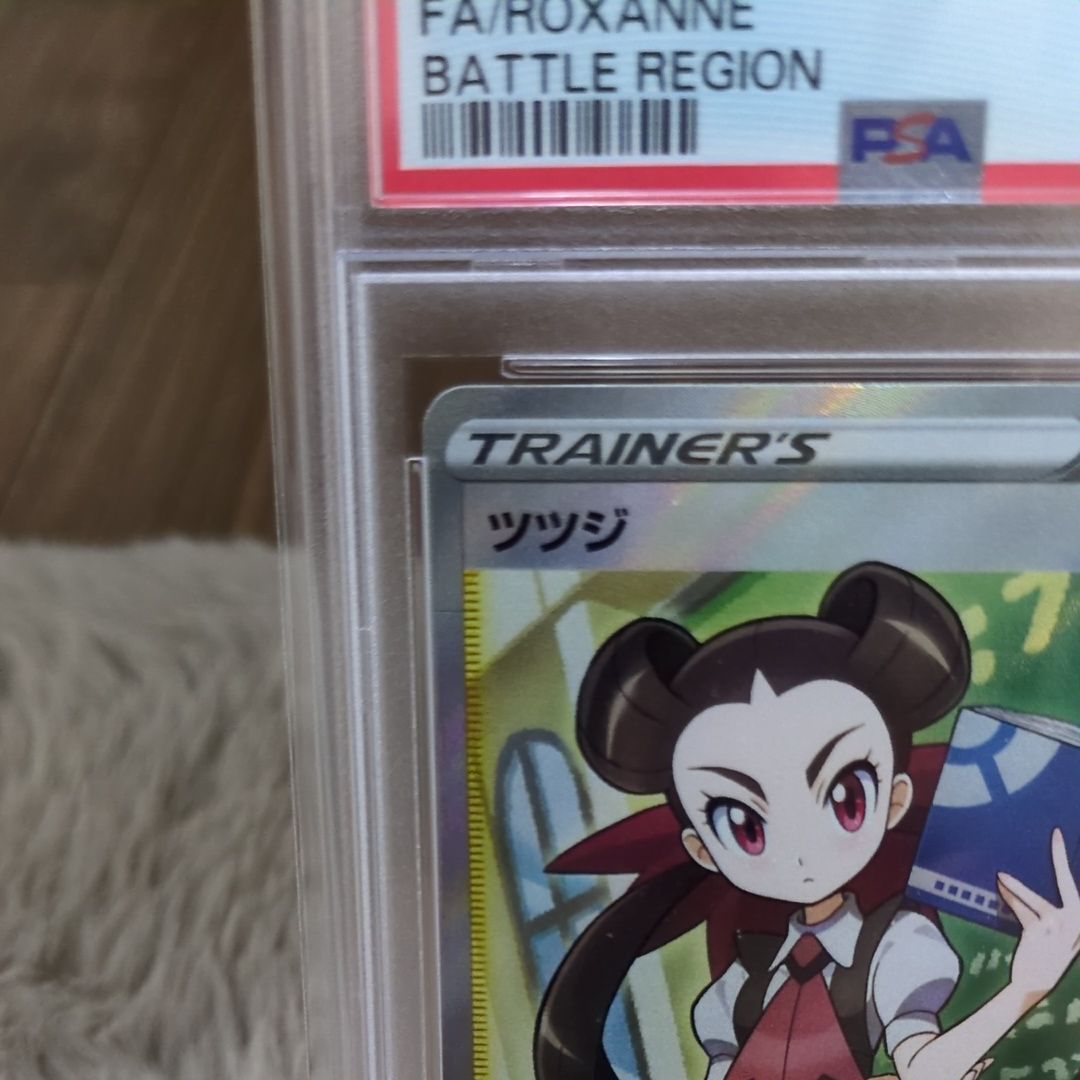 FA/ROXANNE
BATTLE REGION
PSA
TRAINER'S
ツツジ